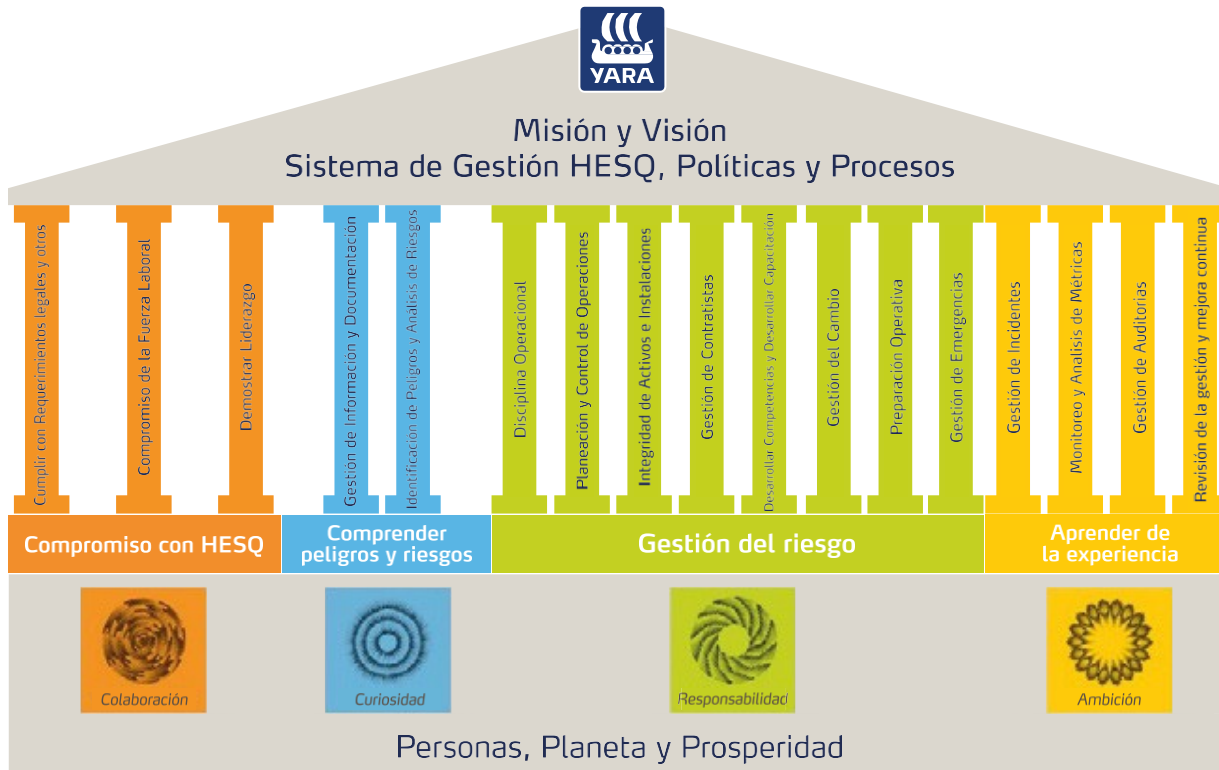 YARA
Misión y Visión
Sistema de Gestión HESQ, Políticas y Procesos
Cumplir con Requerimientos legales y otros
Compromiso de la Fuerza Laboral
Demostrar Liderazgo
Gestión de Información y Documentación
Identificación de Peligros y Análisis de Riesgos
Disciplina Operacional
Planeación y Control de Operaciones
Integridad de Activos e Instalaciones
Gestión de Contratistas
Desarrollar Competencias y Desarrollar Capacitación
Gestión del Cambio
Preparación Operativa
Gestión de Emergencias
Gestión de Incidentes
Monitoreo y Análisis de Métricas
Gestión de Auditorias
Revisión de la gestión y mejora continua
Compromiso con HESQ
Comprender
peligros y riesgos
Gestión del riesgo
Aprender de
la experiencia
Colaboración
Curiosidad
Responsabilidad
Ambición
Personas, Planeta y Prosperidad